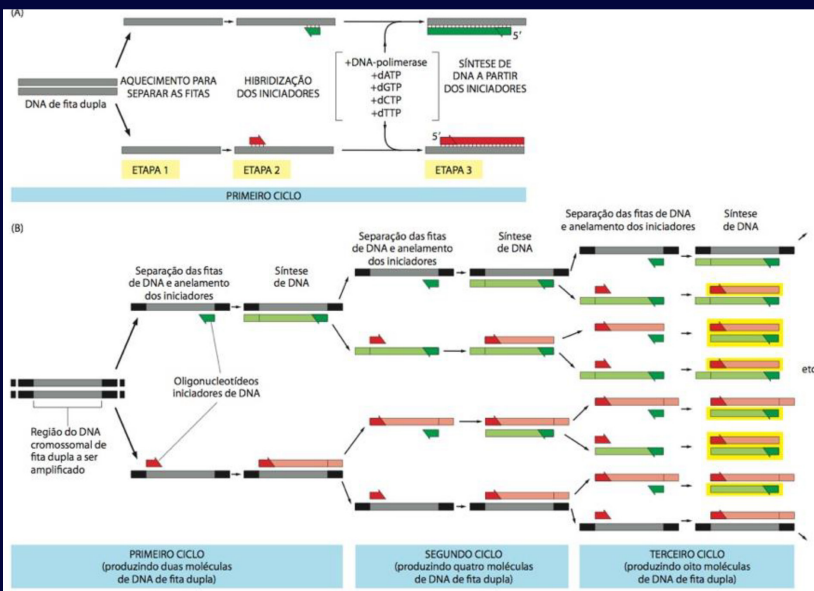 (A)
DNA de fita dupla
AQUECIMENTO PARA
SEPARAR AS FITAS
HIBRIDIZAÇÃO
DOS INICIADORES
+DNA-polimerase
+dATP
+dGTP
+dCTP
+dTTP
SÍNTESE DE
DNA A PARTIR
DOS INICIADORES
5′
5′
ETAPA 1
ETAPA 2
ETAPA 3
PRIMEIRO CICLO
(B)
Separação das fitas
de DNA e anelamento
dos iniciadores
Síntese
de DNA
Separação das fitas
de DNA e anelamento
dos iniciadores
Síntese
de DNA
Separação das fitas de DNA
e anelamento dos iniciadores
Síntese
de DNA
Oligonucleotídeos
iniciadores de DNA
Região do DNA
cromossomal de
fita dupla a ser
amplificado
etc
PRIMEIRO CICLO
(produzindo duas moléculas
de DNA de fita dupla)
SEGUNDO CICLO
(produzindo quatro moléculas
de DNA de fita dupla)
TERCEIRO CICLO
(produzindo oito moléculas
de DNA de fita dupla)